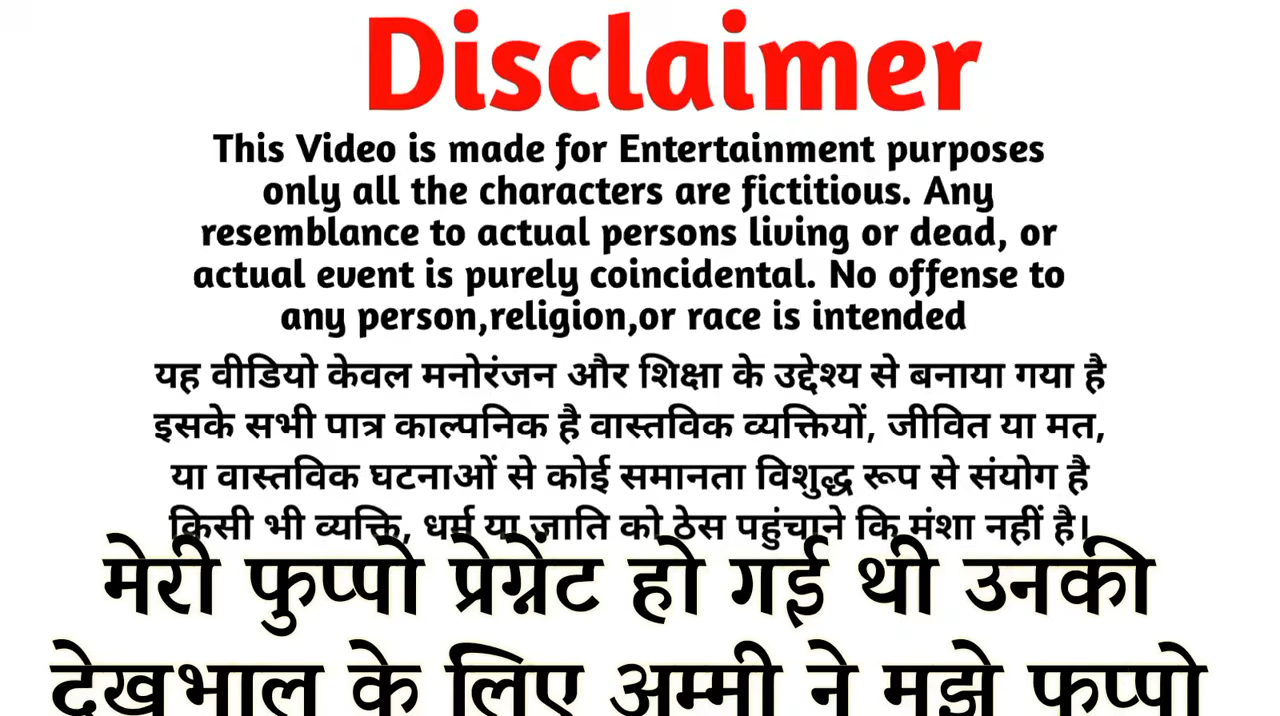 Disclaimer
This Video is made for Entertainment purposes
only all the characters are fictitious. Any
resemblance to actual persons living or dead, or
actual event is purely coincidental. No offense to
any person,religion,or race is intended
यह वीडियो केवल मनोरंजन और शिक्षा के उद्देश्य से बनाया गया है
इसके सभी पात्र काल्पनिक है वास्तविक व्यक्तियों, जीवित या मत,
या वास्तविक घटनाओं से कोई समानता विशुद्ध रूप से संयोग है
किसी भी व्यक्ति, धर्म या जाति को ठेस पहुंचाने कि मंशा नहीं है।
मेरी फुप्पो प्रेग्नेंट हो गई थी उनकी
देखभाल के लिए अम्मी ने मुझे फुप्पो